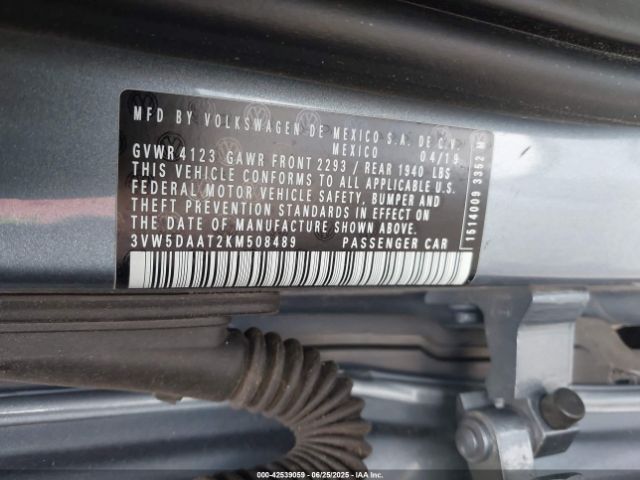 MFD BY VOLKSWAGEN DE MEXICO S.A. DE C.V.
MEXICO 04/19
GVWR 4123 GAWR FRONT 2293 / REAR 1940 LBS
THIS VEHICLE CONFORMS TO ALL APPLICABLE U.S.
FEDERAL MOTOR VEHICLE SAFETY, BUMPER AND
THEFT PREVENTION STANDARDS IN EFFECT ON
THE DATE OF MANUFACTURE SHOWN ABOVE.
3VW5DAAT2KM508489 PASSENGER CAR
1514009 3352
000-42539059 - 06/25/2025 - COPYRIGHT IAA, INC.